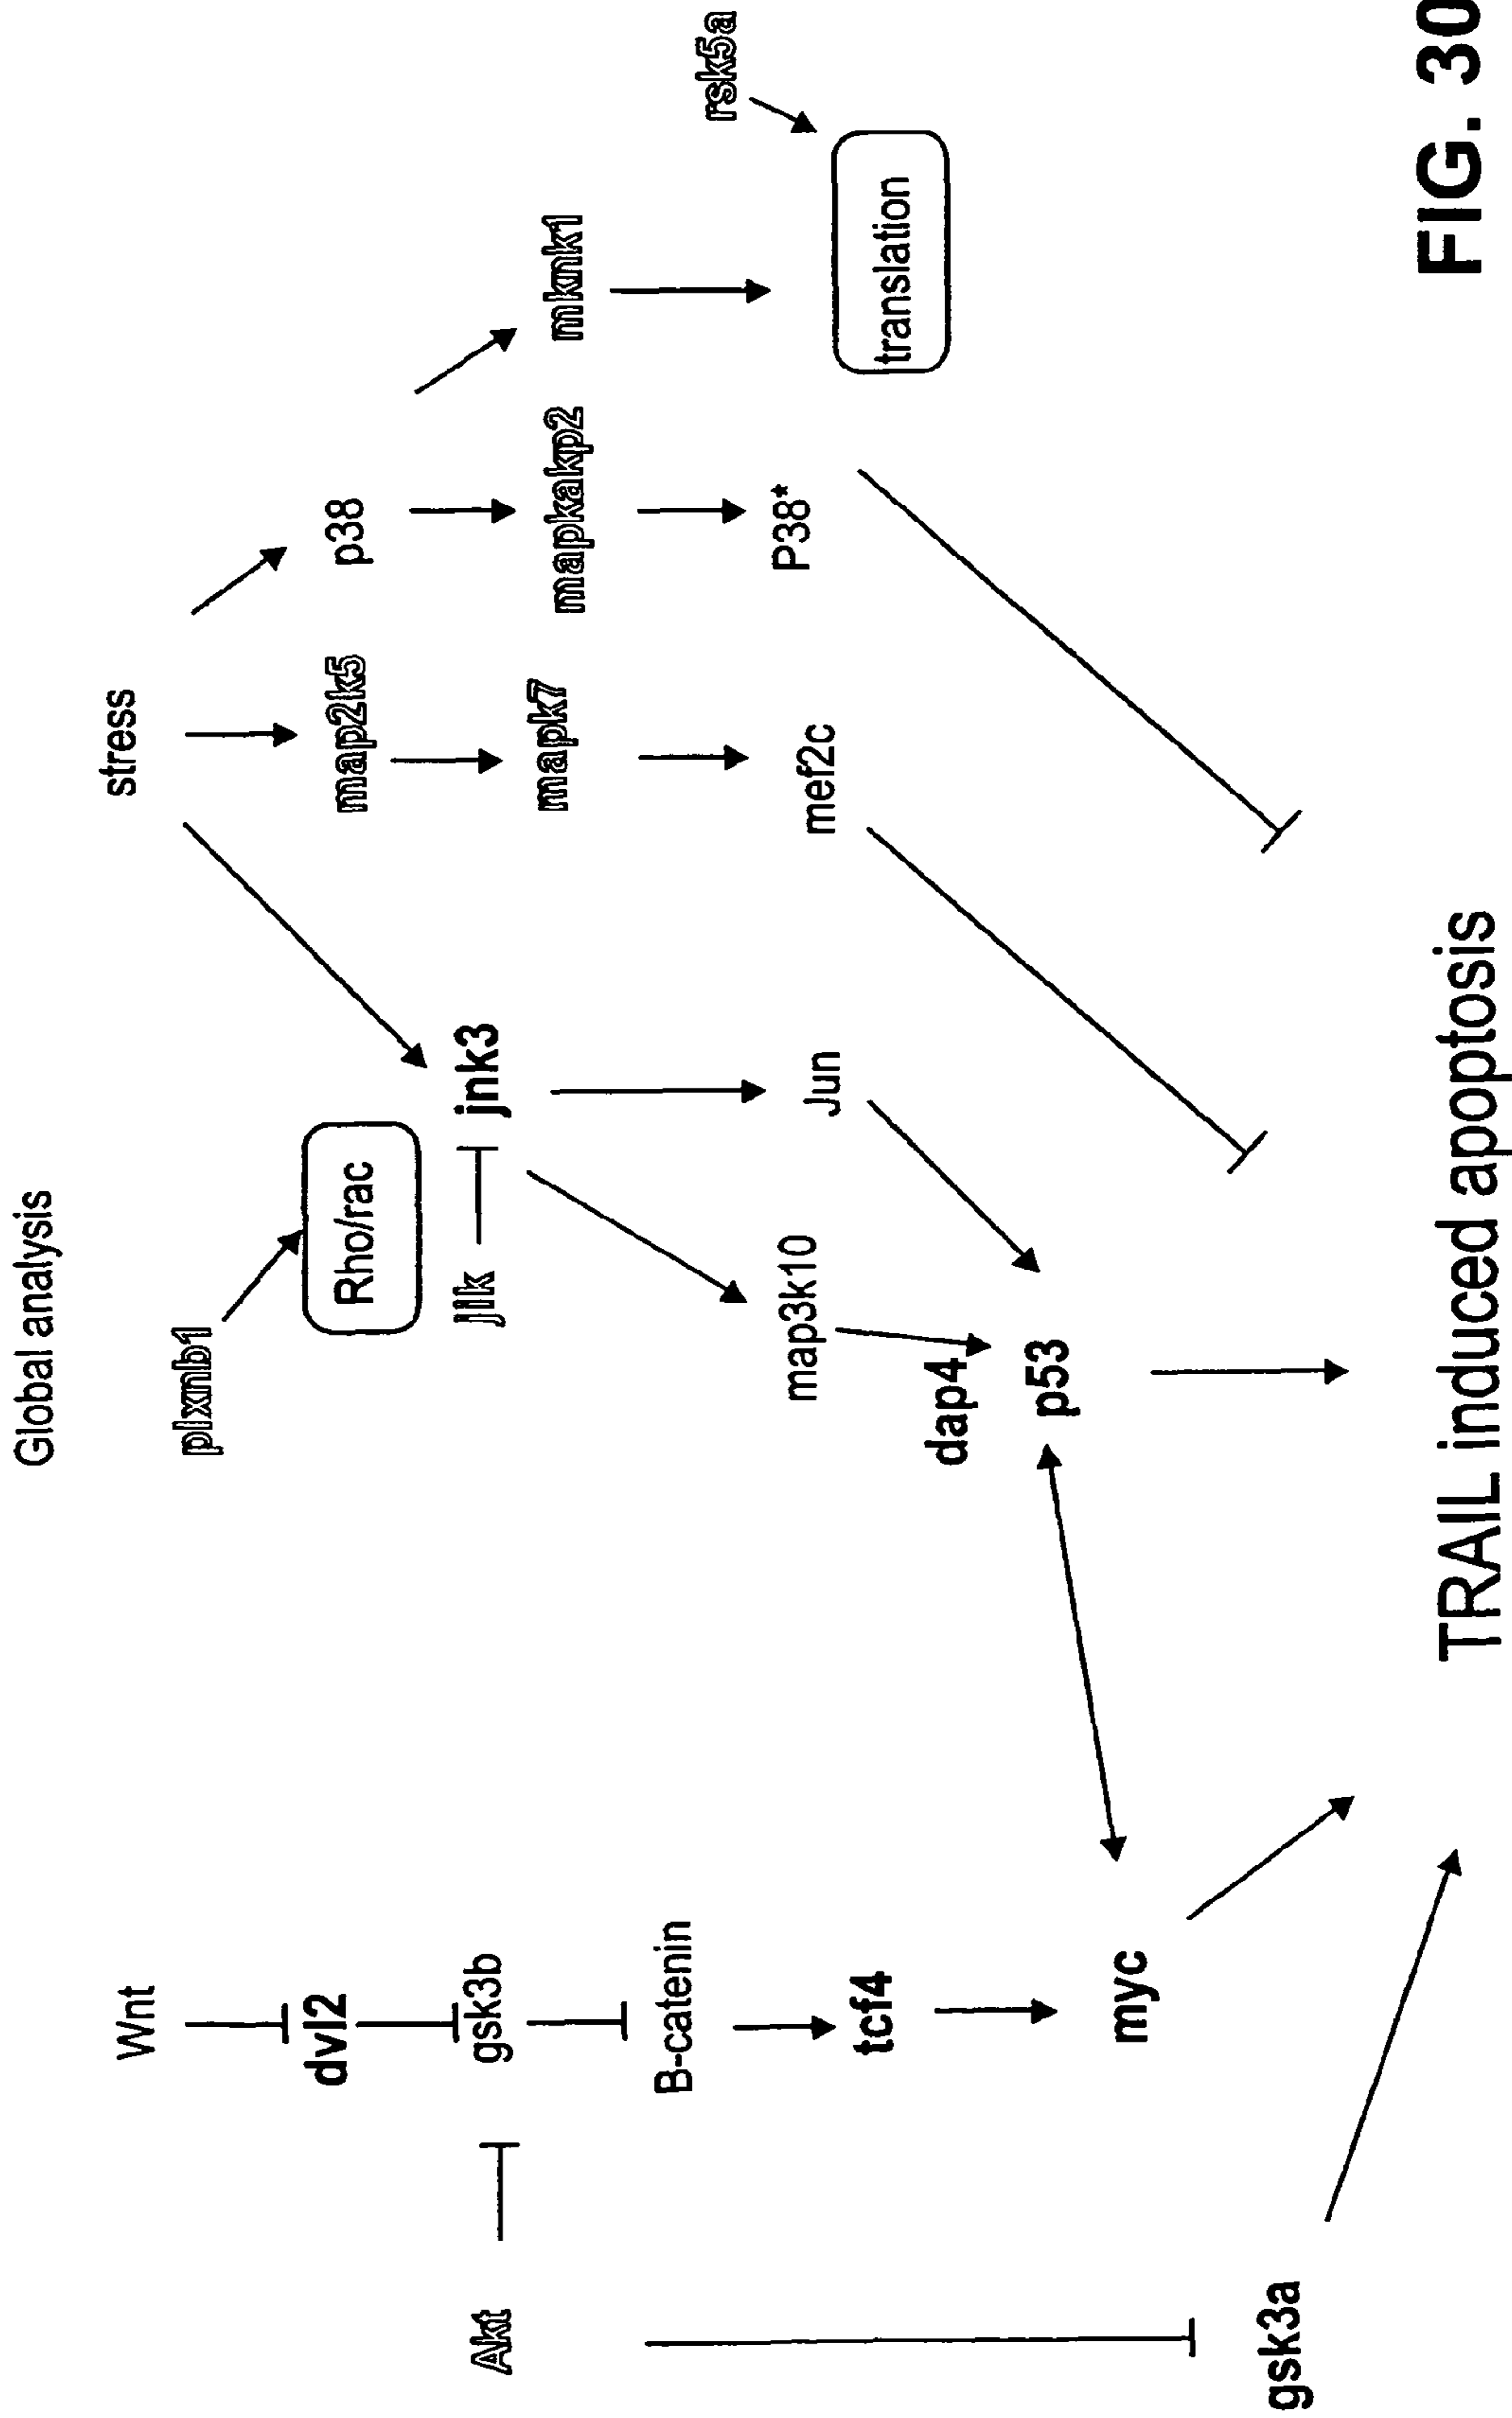 Global analysis
Wnt
stress
plxnb1
dvl2
Rho/rac
map2k5
p38
Akt
gsk3b
jik
jnk3
mapk7
mapkakp2
mknk1
B-catenin
rsk5a
map3k10
Jun
mef2c
P38*
translation
tcf4
dap4
p53
myc
gsk3a
TRAIL induced apoptosis
FIG. 30